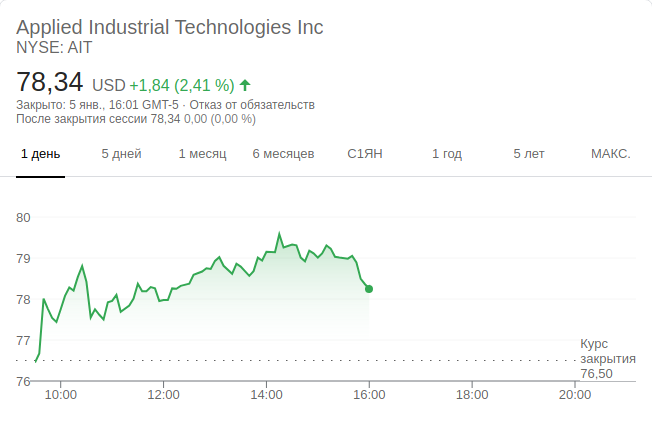 Applied Industrial Technologies Inc
NYSE: AIT
78,34 USD +1,84 (2,41 %)
Закрыто: 5 янв., 16:01 GMT-5 · Отказ от обязательств
После закрытия сессии 78,34 0,00 (0,00 %)
1 день 5 дней 1 месяц 6 месяцев С1ЯН 1 год 5 лет МАКС.
80
79
78
77
Курс
закрытия
76,50
76
10:00 12:00 14:00 16:00 18:00 20:00